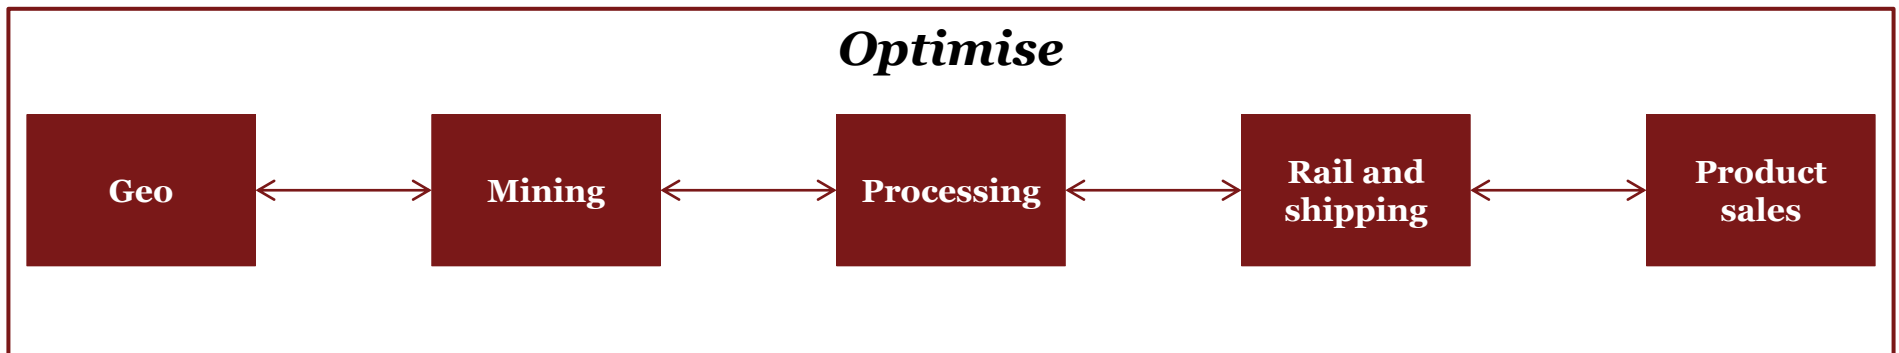 Optimise
Geo
Mining
Processing
Rail and
shipping
Product
sales